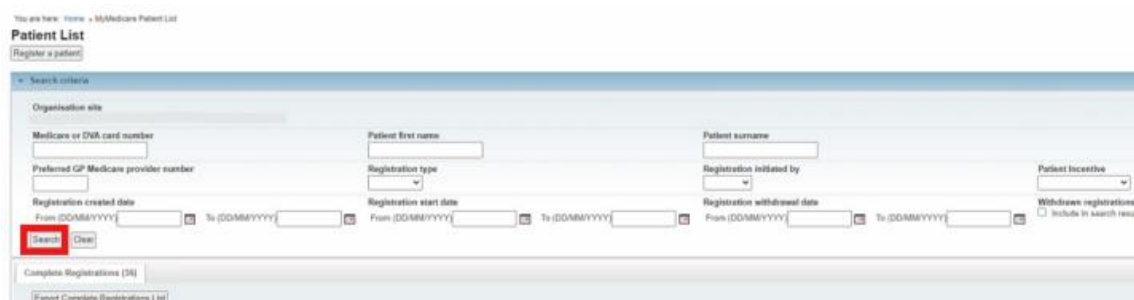 You are here: Home » MyMedicare Patient List
Patient List
Register a patient
Search criteria
Organisation site
Medicare or DVA card number Patient first name Patient surname
Preferred GP Medicare provider number Registration type Registration initiated by Patient Incentive
Registration created date Registration start date Registration withdrawal date Withdrawn registrations
From (DD/MM/YYYY) To (DD/MM/YYYY) From (DD/MM/YYYY) To (DD/MM/YYYY) From (DD/MM/YYYY) To (DD/MM/YYYY) Include in search resu
Search Clear
Complete Registrations (36)
Export Complete Registrations List